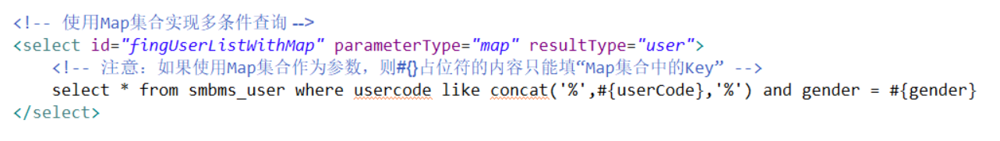 <!-- 使用Map集合实现多条件查询 -->
<select id="fingUserListWithMap" parameterType="map" resultType="user">
<!-- 注意：如果使用Map集合作为参数，则#{}占位符的内容只能填“Map集合中的Key” -->
select * from smbms_user where usercode like concat('%',#{userCode},'%') and gender = #{gender}
</select>